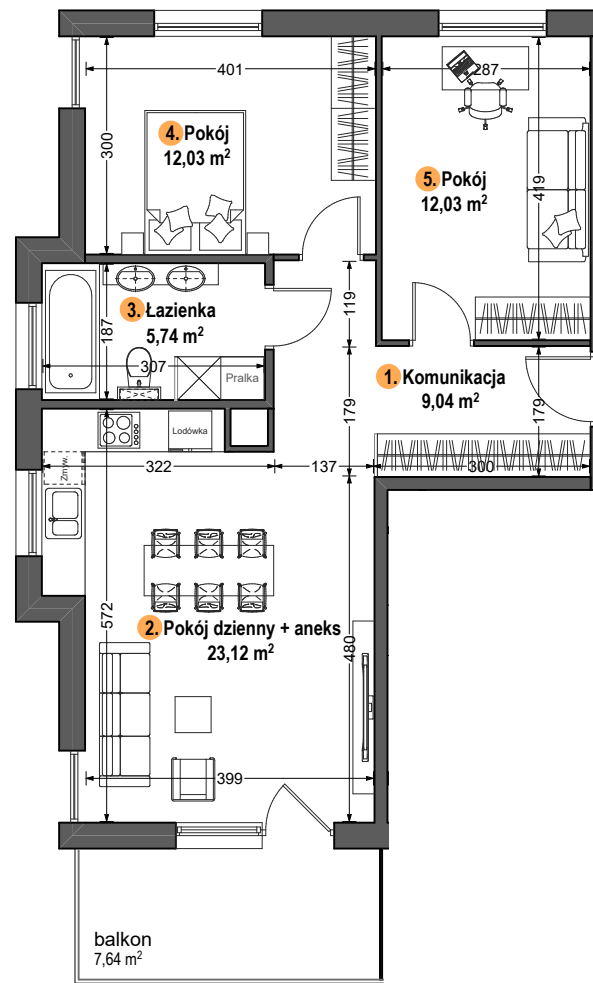 401
287
300
4. Pokój
12,03 m²
5. Pokój
12,03 m²
419
3. Łazienka
5,74 m²
187
119
307
Pralka
1. Komunikacja
9,04 m²
179
179
Lodówka
Zmyw.
322
137
300
572
2. Pokój dzienny + aneks
23,12 m²
480
399
balkon
7,64 m²